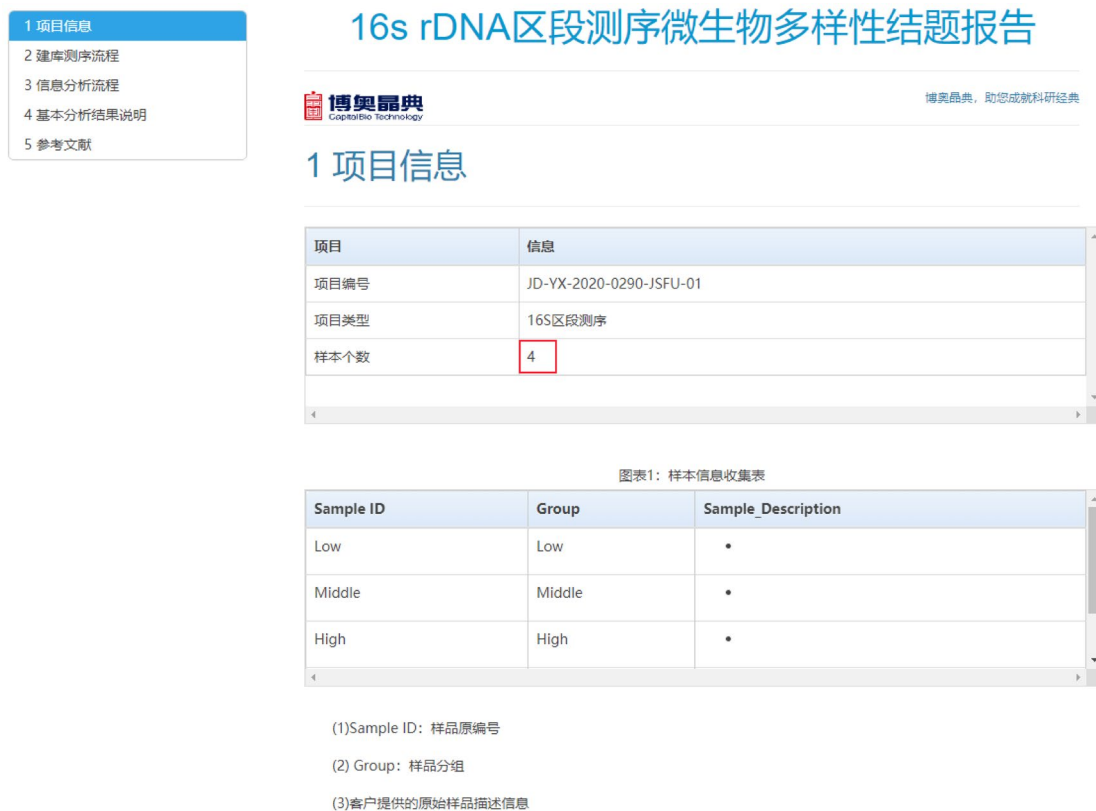 1 项目信息
2 建库测序流程
3 信息分析流程
4 基本分析结果说明
5 参考文献
16s rDNA区段测序微生物多样性结题报告
博奥晶典
CapitalBio Technology
博奥晶典，助您成就科研经典
1 项目信息
项目 信息
项目编号 JD-YX-2020-0290-JSFU-01
项目类型 16S区段测序
样本个数 4
图表1：样本信息收集表
Sample ID Group Sample_Description
Low Low •
Middle Middle •
High High •
(1)Sample ID：样品原编号
(2) Group：样品分组
(3)客户提供的原始样品描述信息